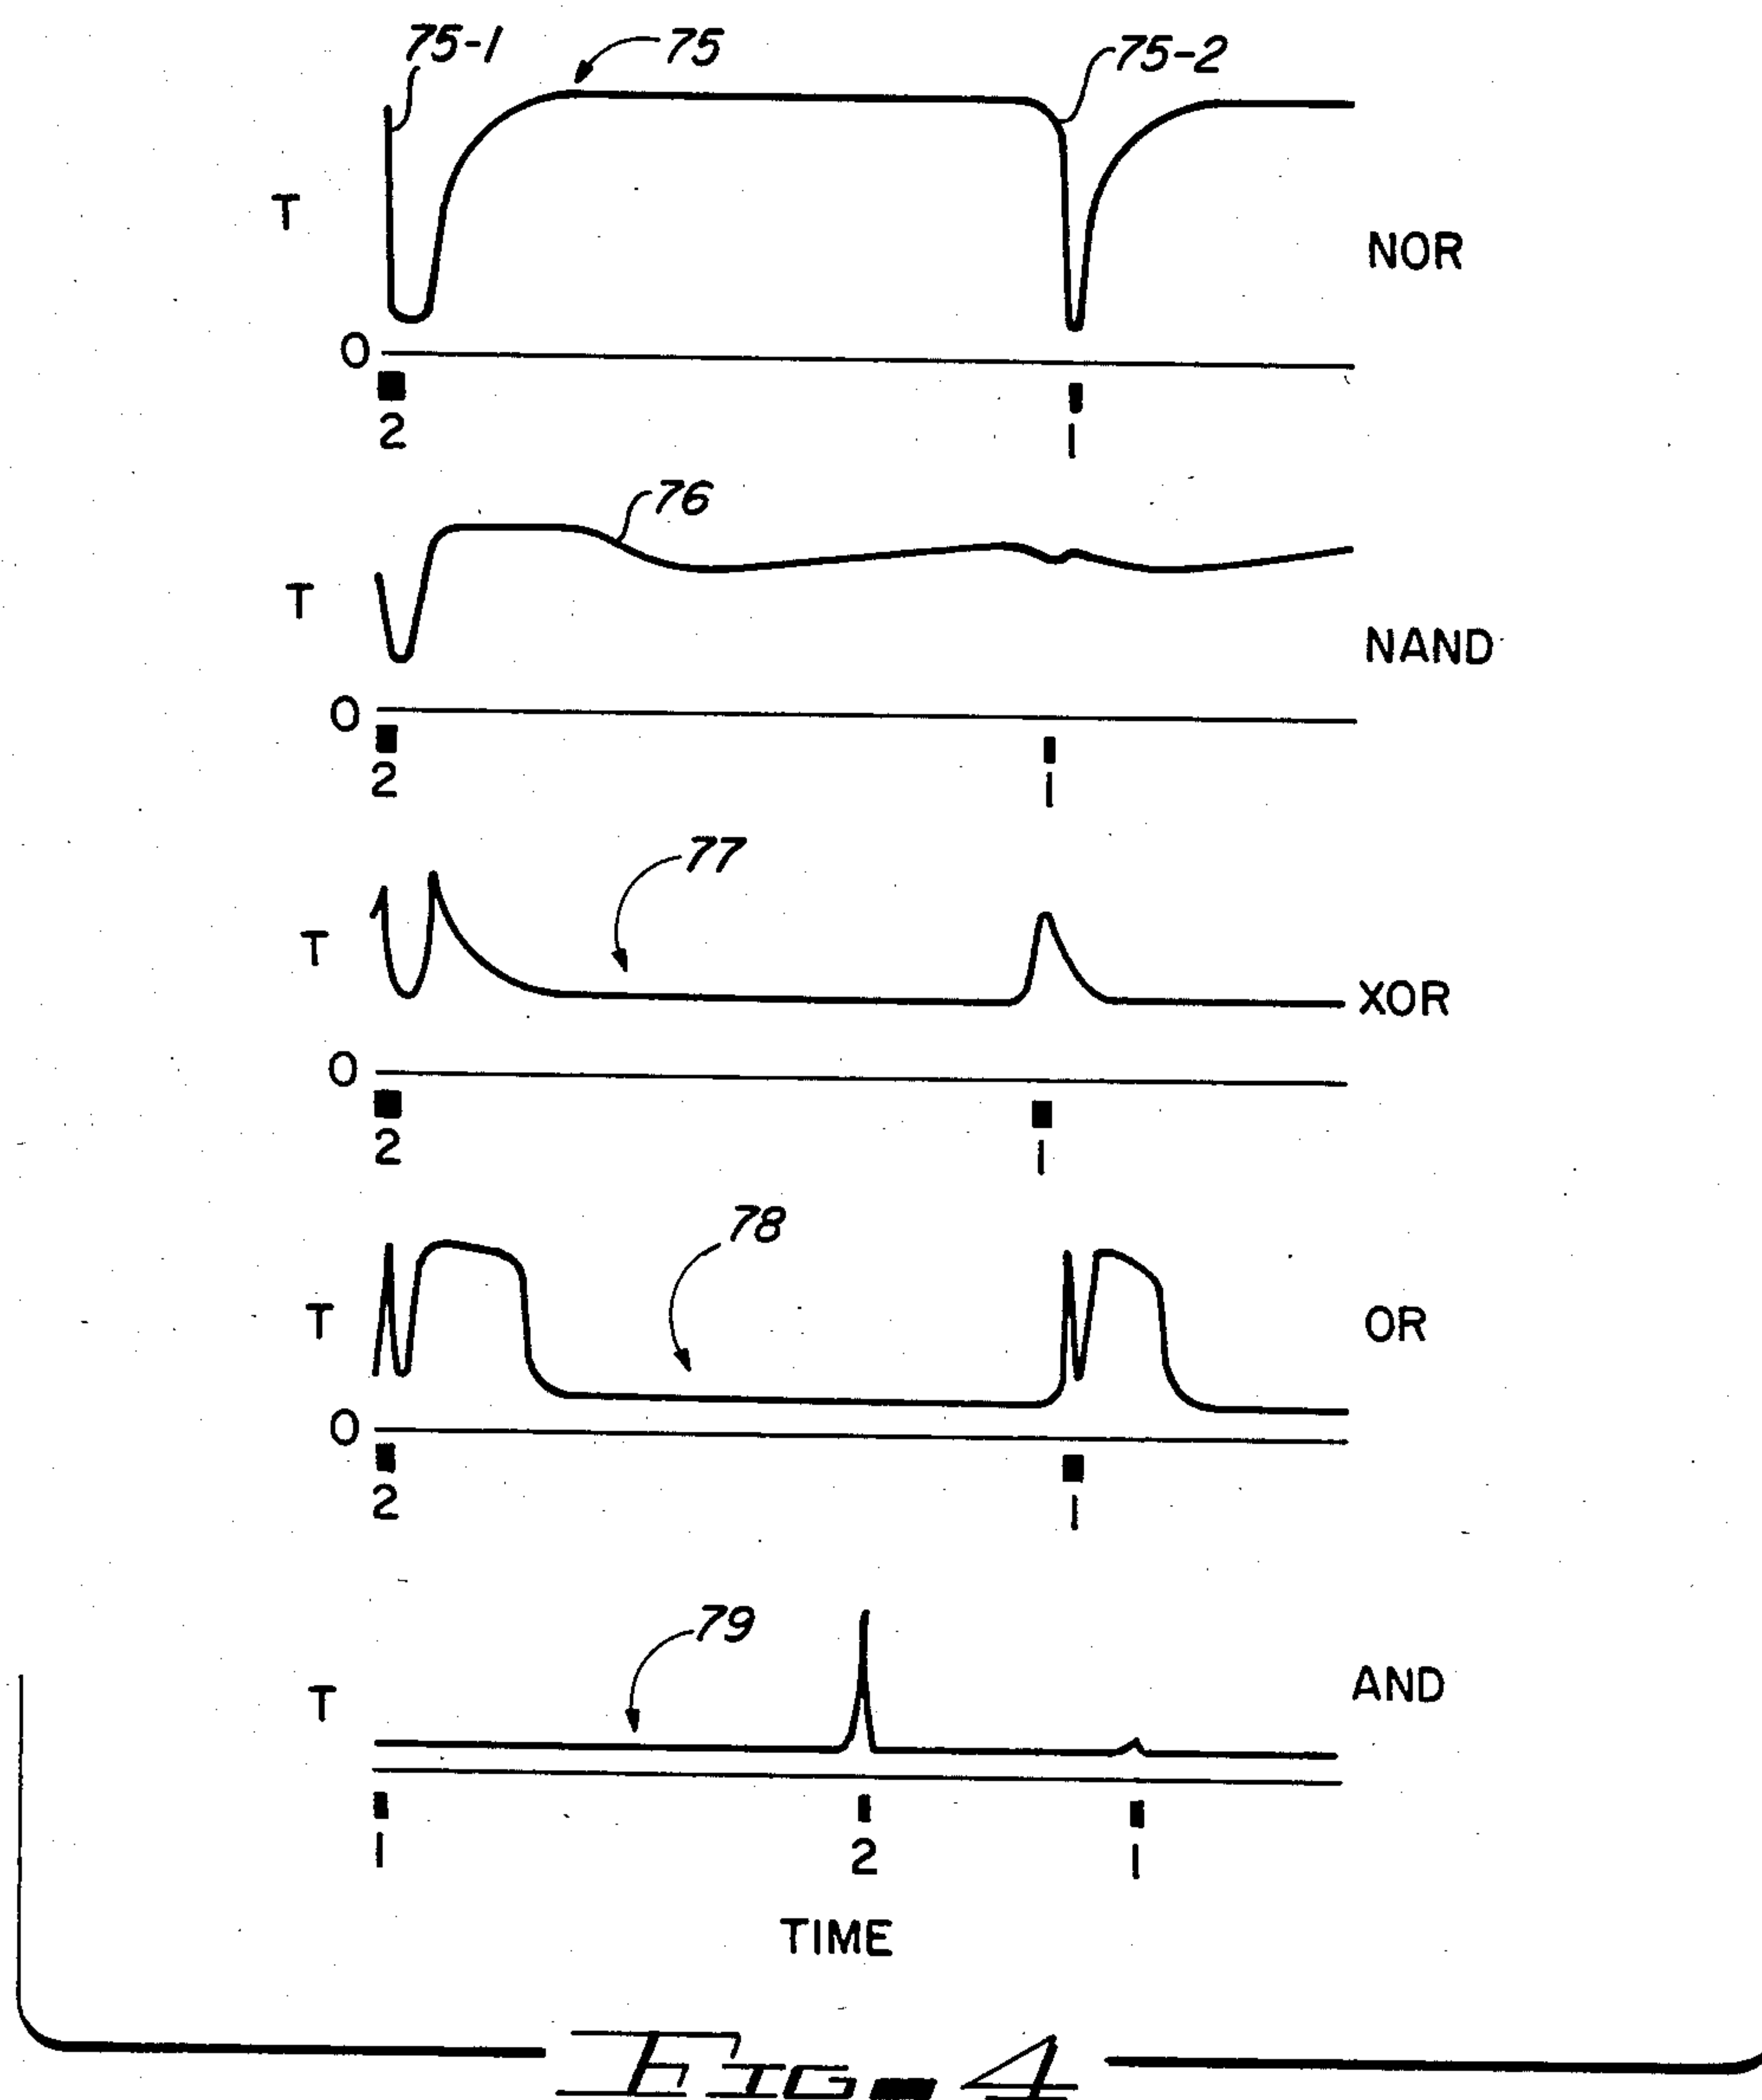 75-1 75 75-2
T
NOR
0
2 1
76
T
NAND
0
2 1
77
T
XOR
0
2 1
78
T
OR
0
2 1
79
T
AND
1 2 1
TIME
FIG-4